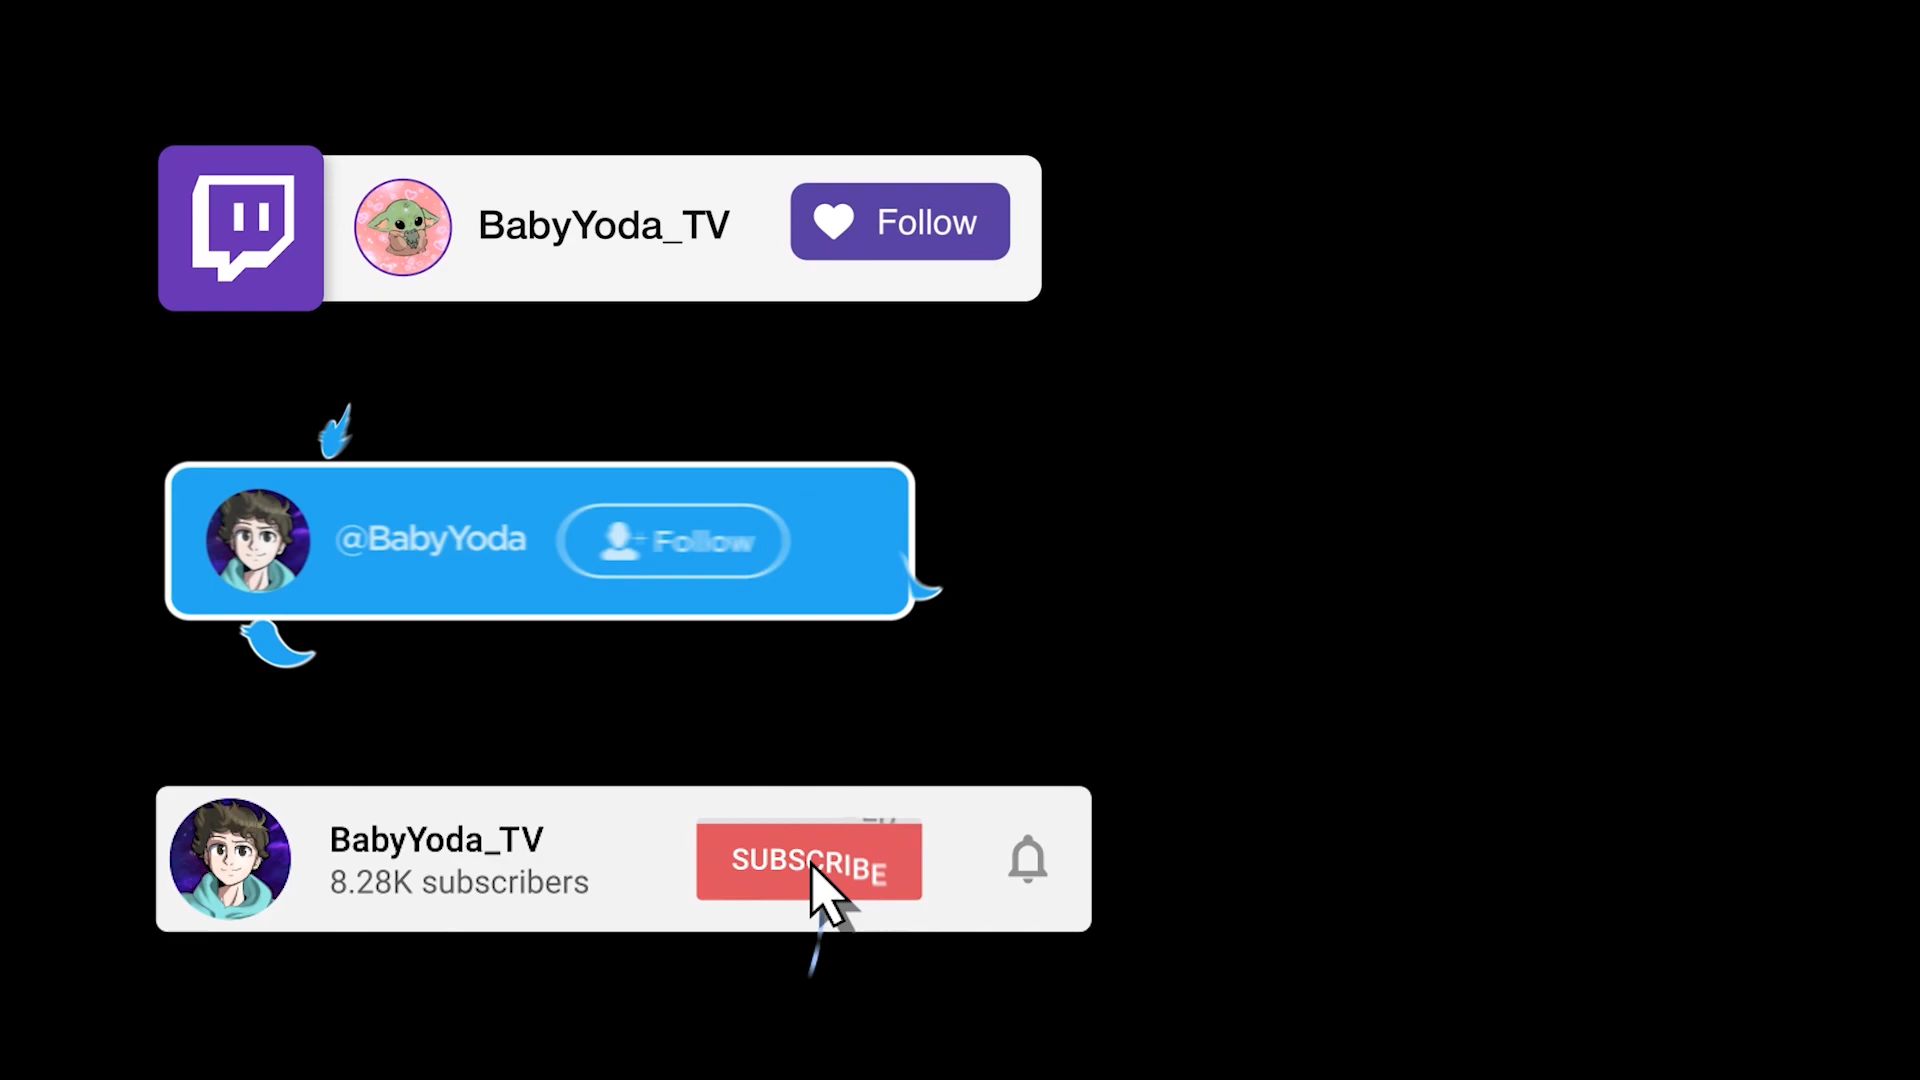 BabyYoda_TV
Follow
@BabyYoda
Follow
BabyYoda_TV
8.28K subscribers
SUBSCRIBE